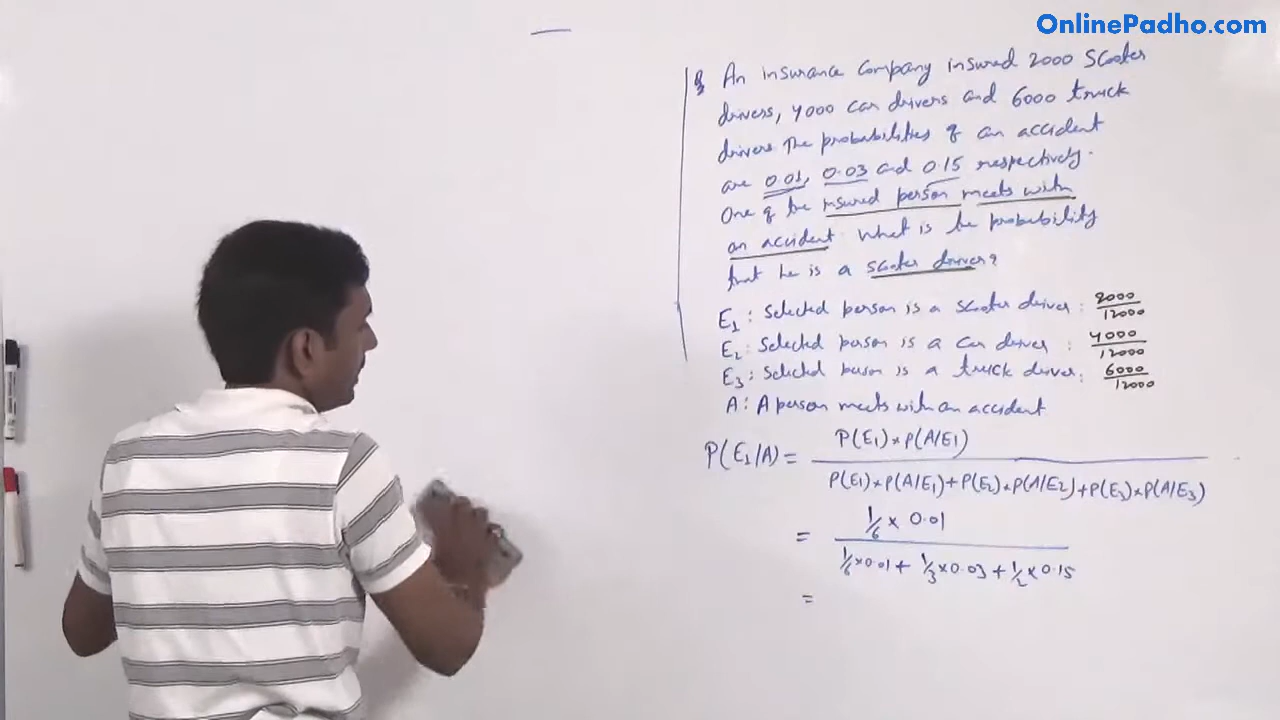 OnlinePadho.com
Q An insurance company insured 2000 scooter
drivers, 4000 car drivers and 6000 truck
drivers The probabilities of an accident
are 0.01, 0.03 and 0.15 respectively.
One of the insured person meets with
an accident. What is the probability
that he is a scooter driver?
E₁ : Selected person is a scooter driver : 2000/12000
E₂ : Selected person is a car driver : 4000/12000
E₃ : Selected person is a truck driver : 6000/12000
A : A person meets with an accident
P(E₁/A) = P(E₁)×P(A/E₁) / P(E₁)×P(A/E₁)+P(E₂)×P(A/E₂)+P(E₃)×P(A/E₃)
= 1/6 × 0.01 / 1/6×0.01 + 1/3×0.03 + 1/2×0.15
=